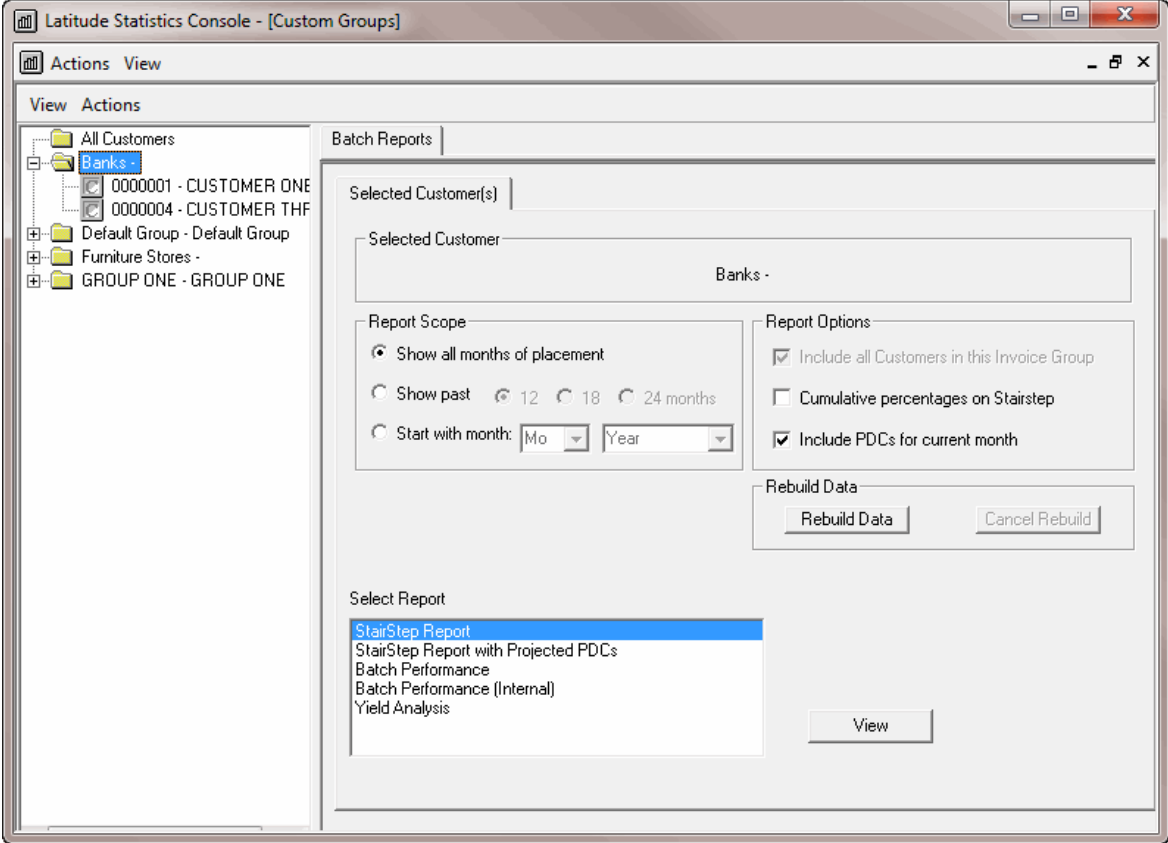 Latitude Statistics Console - [Custom Groups]
Actions View
View Actions
All Customers
Banks -
0000001 - CUSTOMER ONE
0000004 - CUSTOMER THF
Default Group - Default Group
Furniture Stores -
GROUP ONE - GROUP ONE
Batch Reports
Selected Customer(s)
Selected Customer
Banks -
Report Scope
Show all months of placement
Show past 12 18 24 months
Start with month: Mo Year
Report Options
Include all Customers in this Invoice Group
Cumulative percentages on Stairstep
Include PDCs for current month
Rebuild Data
Rebuild Data Cancel Rebuild
Select Report
StairStep Report
StairStep Report with Projected PDCs
Batch Performance
Batch Performance (Internal)
Yield Analysis
View